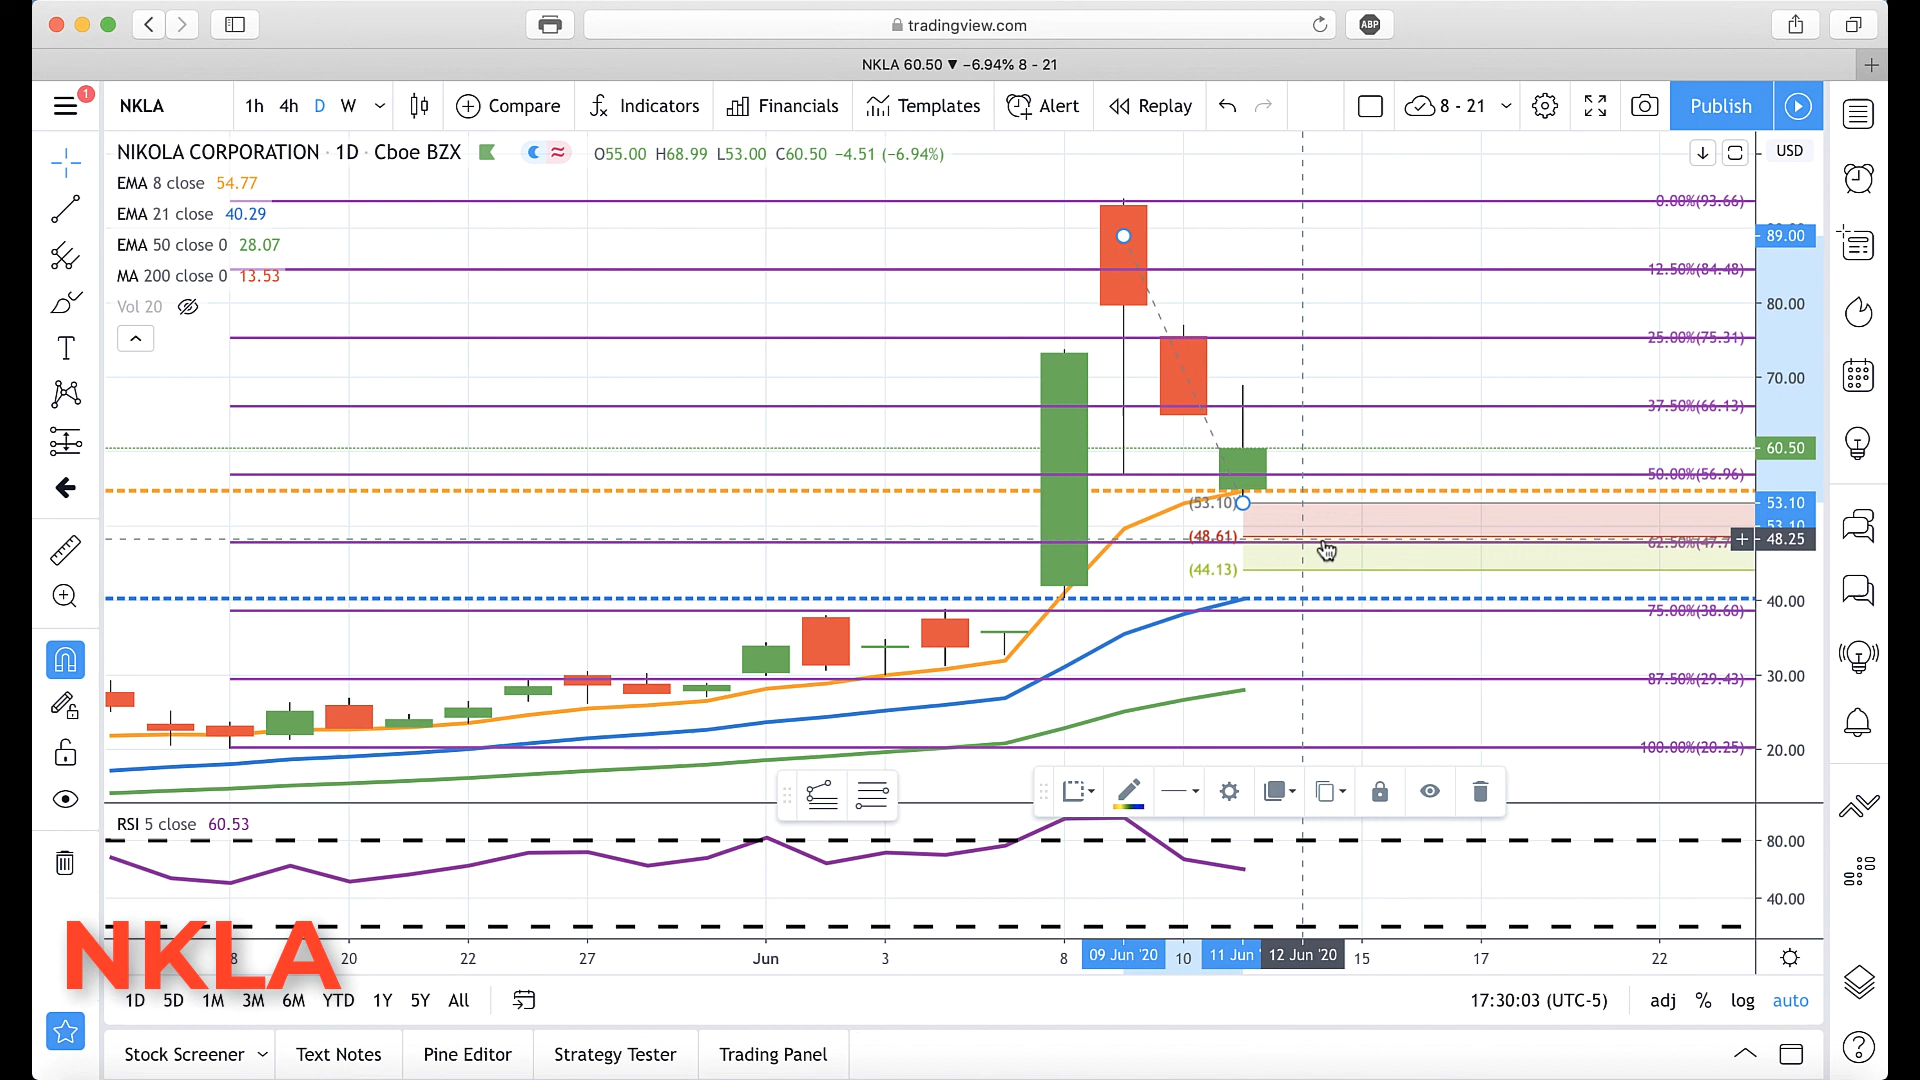 tradingview.com
ABP
NKLA 60.50 ▼ −6.94% 8 - 21
1
NKLA 1h 4h D W Compare Indicators Financials Templates Alert Replay 8 - 21 Publish
NIKOLA CORPORATION · 1D · Cboe BZX O55.00 H68.99 L53.00 C60.50 −4.51 (−6.94%)
USD
EMA 8 close 54.77
EMA 21 close 40.29
EMA 50 close 0 28.07
MA 200 close 0 13.53
Vol 20
0.00%(93.66)
89.00
12.50%(84.48)
80.00
25.00%(75.31)
70.00
37.50%(66.13)
60.50
50.00%(56.96)
(53.10)
53.10
53.10
(48.61)
48.25
(44.13)
40.00
75.00%(38.60)
30.00
87.50%(29.43)
100.00%(20.25)
20.00
RSI 5 close 60.53
80.00
40.00
NKLA
20 22 27 Jun 3 8 09 Jun '20 10 11 Jun 12 Jun '20 15 17 22
1D 5D 1M 3M 6M YTD 1Y 5Y All
17:30:03 (UTC-5) adj % log auto
Stock Screener Text Notes Pine Editor Strategy Tester Trading Panel